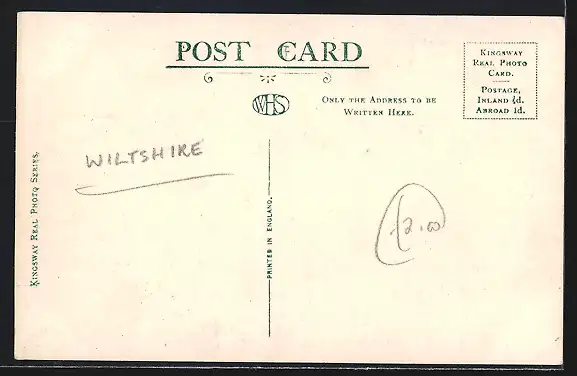 POST CARD
WHS
ONLY THE ADDRESS TO BE
WRITTEN HERE.
KINGSWAY
REAL PHOTO
CARD.
POSTAGE,
INLAND ½d.
ABROAD 1d.
KINGSWAY REAL PHOTO SERIES.
WILTSHIRE
PRINTED IN ENGLAND.
£2.00